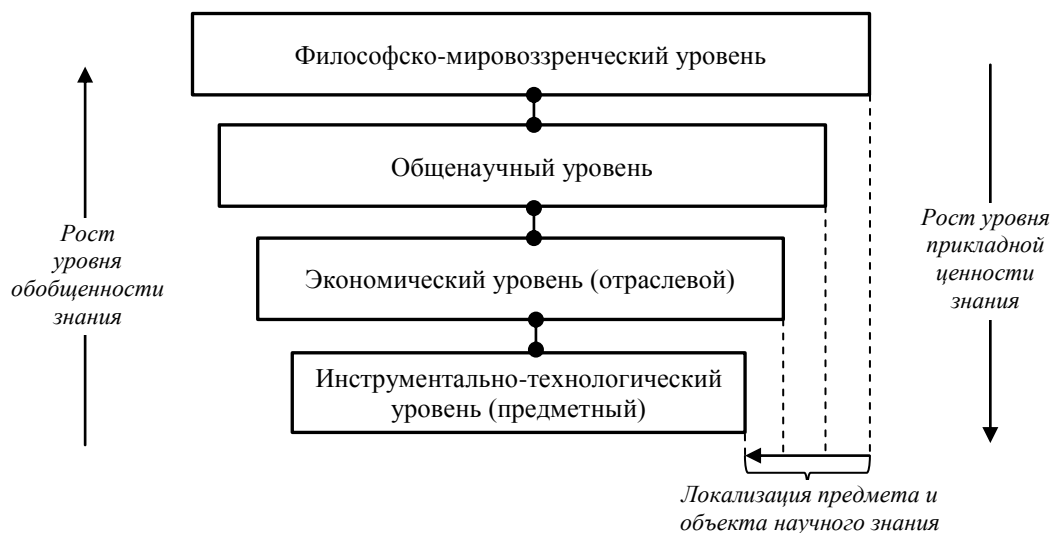 Философско-мировоззренческий уровень
Общенаучный уровень
Рост
уровня
обобщенности
знания
Рост уровня
прикладной
ценности
знания
Экономический уровень (отраслевой)
Инструментально-технологический
уровень (предметный)
Локализация предмета и
объекта научного знания